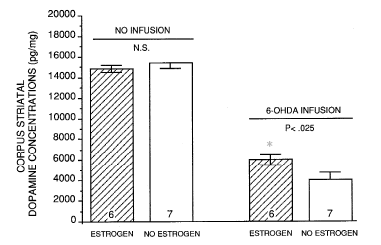 NO INFUSION
N.S.
6-OHDA INFUSION
P< .025
*
CORPUS STRIATAL
DOPAMINE CONCENTRATIONS (pg/mg)
20000
18000
16000
14000
12000
10000
8000
6000
4000
2000
0
6
7
6
7
ESTROGEN
NO ESTROGEN
ESTROGEN
NO ESTROGEN